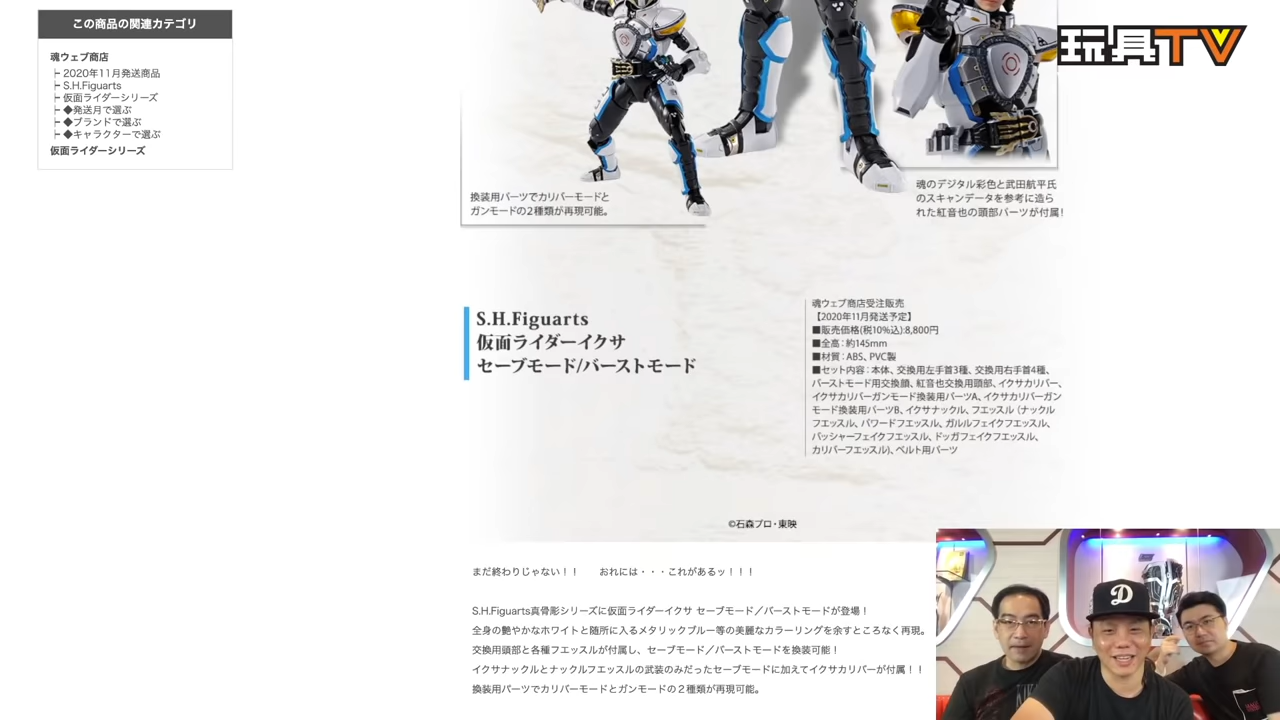 この商品の関連カテゴリ
魂ウェブ商店
├ 2020年11月発送商品
├ S.H.Figuarts
├ 仮面ライダーシリーズ
├ ◆発送月で選ぶ
├ ◆ブランドで選ぶ
├ ◆キャラクターで選ぶ
仮面ライダーシリーズ
玩具TV
換装用パーツでカリバーモードと
ガンモードの2種類が再現可能。
魂のデジタル彩色と武田航平氏
のスキャンデータを参考に造ら
れた紅音也の頭部パーツが付属!
S.H.Figuarts
仮面ライダーイクサ
セーブモード/バーストモード
魂ウェブ商店受注販売
【2020年11月発送予定】
■販売価格(税10%込):8,800円
■全高：約145mm
■材質：ABS、PVC製
■セット内容：本体、交換用左手首3種、交換用右手首4種、
バーストモード用交換顔、紅音也交換用頭部、イクサカリバー、
イクサカリバーガンモード換装用パーツA、イクサカリバーガン
モード換装用パーツB、イクサナックル、フエッスル（ナックル
フエッスル、パワードフエッスル、ガルルフェイクフエッスル、
バッシャーフェイクフエッスル、ドッガフェイクフエッスル、
カリバーフエッスル)、ベルト用パーツ
©石森プロ・東映
まだ終わりじゃない！！　　おれには・・・これがあるッ！！！
S.H.Figuarts真骨彫シリーズに仮面ライダーイクサ セーブモード／バーストモードが登場！
全身の艶やかなホワイトと随所に入るメタリックブルー等の美麗なカラーリングを余すところなく再現。
交換用頭部と各種フエッスルが付属し、セーブモード／バーストモードを換装可能！
イクサナックルとナックルフエッスルの武装のみだったセーブモードに加えてイクサカリバーが付属！！
換装用パーツでカリバーモードとガンモードの２種類が再現可能。
D